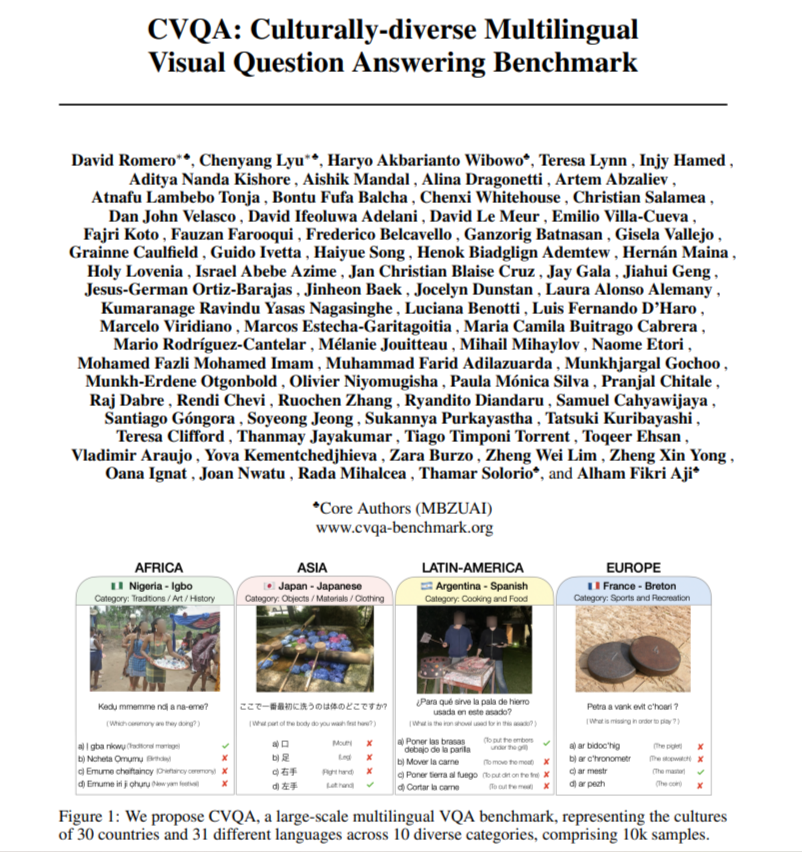 CVQA: Culturally-diverse Multilingual
Visual Question Answering Benchmark
David Romero*♣, Chenyang Lyu*♣, Haryo Akbarianto Wibowo♣, Teresa Lynn , Injy Hamed ,
Aditya Nanda Kishore , Aishik Mandal , Alina Dragonetti , Artem Abzaliev ,
Atnafu Lambebo Tonja , Bontu Fufa Balcha , Chenxi Whitehouse , Christian Salamea ,
Dan John Velasco , David Ifeoluwa Adelani , David Le Meur , Emilio Villa-Cueva ,
Fajri Koto , Fauzan Farooqui , Frederico Belcavello , Ganzorig Batnasan , Gisela Vallejo ,
Grainne Caulfield , Guido Ivetta , Haiyue Song , Henok Biadglign Ademtew , Hernán Maina ,
Holy Lovenia , Israel Abebe Azime , Jan Christian Blaise Cruz , Jay Gala , Jiahui Geng ,
Jesus-German Ortiz-Barajas , Jinheon Baek , Jocelyn Dunstan , Laura Alonso Alemany ,
Kumaranage Ravindu Yasas Nagasinghe , Luciana Benotti , Luis Fernando D'Haro ,
Marcelo Viridiano , Marcos Estecha-Garitagoitia , Maria Camila Buitrago Cabrera ,
Mario Rodríguez-Cantelar , Mélanie Jouitteau , Mihail Mihaylov , Naome Etori ,
Mohamed Fazli Mohamed Imam , Muhammad Farid Adilazuarda , Munkhjargal Gochoo ,
Munkh-Erdene Otgonbold , Olivier Niyomugisha , Paula Mónica Silva , Pranjal Chitale ,
Raj Dabre , Rendi Chevi , Ruochen Zhang , Ryandito Diandaru , Samuel Cahyawijaya ,
Santiago Góngora , Soyeong Jeong , Sukannya Purkayastha , Tatsuki Kuribayashi ,
Teresa Clifford , Thanmay Jayakumar , Tiago Timponi Torrent , Toqeer Ehsan ,
Vladimir Araujo , Yova Kementchedjhieva , Zara Burzo , Zheng Wei Lim , Zheng Xin Yong ,
Oana Ignat , Joan Nwatu , Rada Mihalcea , Thamar Solorio♣, and Alham Fikri Aji♣
♣Core Authors (MBZUAI)
www.cvqa-benchmark.org
AFRICA
Nigeria - Igbo
Category: Traditions / Art / History
Kedụ mmemme ndị a na-eme?
( Which ceremony are they doing? )
a) Ị gba nkwụ (Traditional marriage) ✓
b) Ncheta Ọmụmụ (Birthday) ✗
c) Emume cheiftaincy (Cheiftaincy ceremony) ✗
d) Emume iri ji ọhụrụ (New yam festival) ✗
ASIA
Japan - Japanese
Category: Objects / Materials / Clothing
ここで一番最初に洗うのは体のどこですか?
( What part of the body do you wash first here? )
a) 口 (Mouth) ✗
b) 足 (Leg) ✗
c) 右手 (Right hand) ✗
d) 左手 (Left hand) ✓
LATIN-AMERICA
Argentina - Spanish
Category: Cooking and Food
¿Para qué sirve la pala de hierro
usada en este asado?
( What is the iron shovel used for in this asado? )
a) Poner las brasas (To put the embers
debajo de la parilla under the grill) ✓
b) Mover la carne (To move the meat) ✗
c) Poner tierra al fuego (To put dirt on the fire) ✗
d) Cortar la carne (To cut the meat) ✗
EUROPE
France - Breton
Category: Sports and Recreation
Petra a vank evit c'hoari ?
( What is missing in order to play ? )
a) ar bidoc'hig (The piglet) ✗
b) ar c'hronometr (The stopwatch) ✗
c) ar mestr (The master) ✓
d) ar pezh (The coin) ✗
Figure 1: We propose CVQA, a large-scale multilingual VQA benchmark, representing the cultures
of 30 countries and 31 different languages across 10 diverse categories, comprising 10k samples.